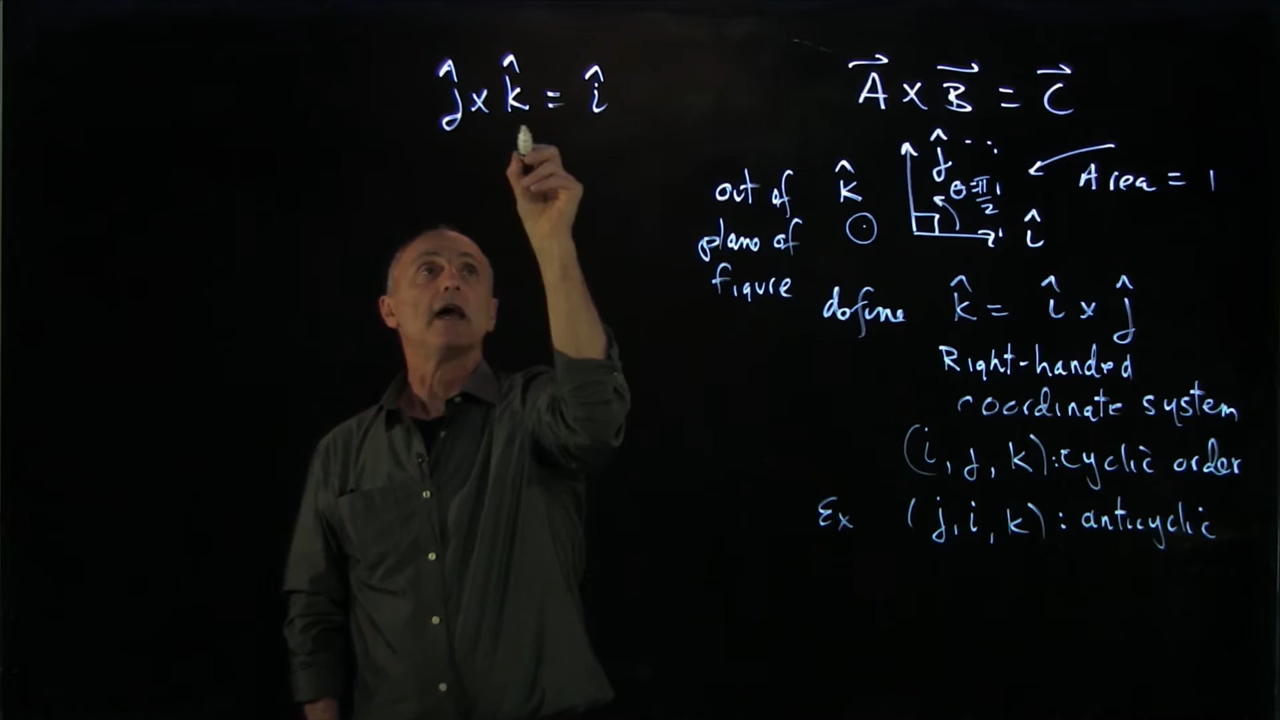 ĵ x k̂ = î
A⃗ x B⃗ = C⃗
ĵ
out of k̂
θ = π/2
Area = 1
plane of
î
figure
define k̂ = î x ĵ
Right-handed
coordinate system
(i, j, k): cyclic order
Ex (j, i, k): anticyclic